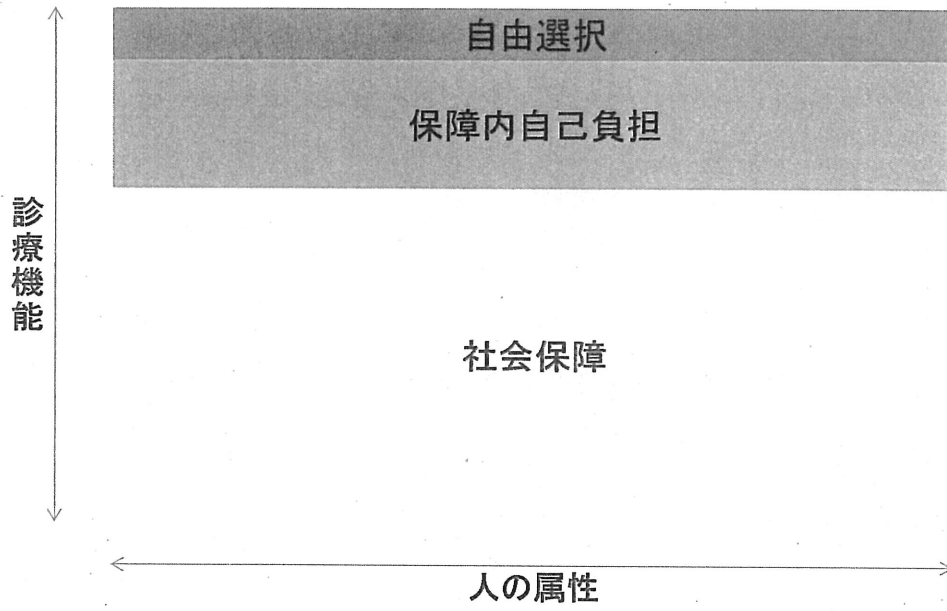 自由選択
保障内自己負担
診療機能
社会保障
人の属性